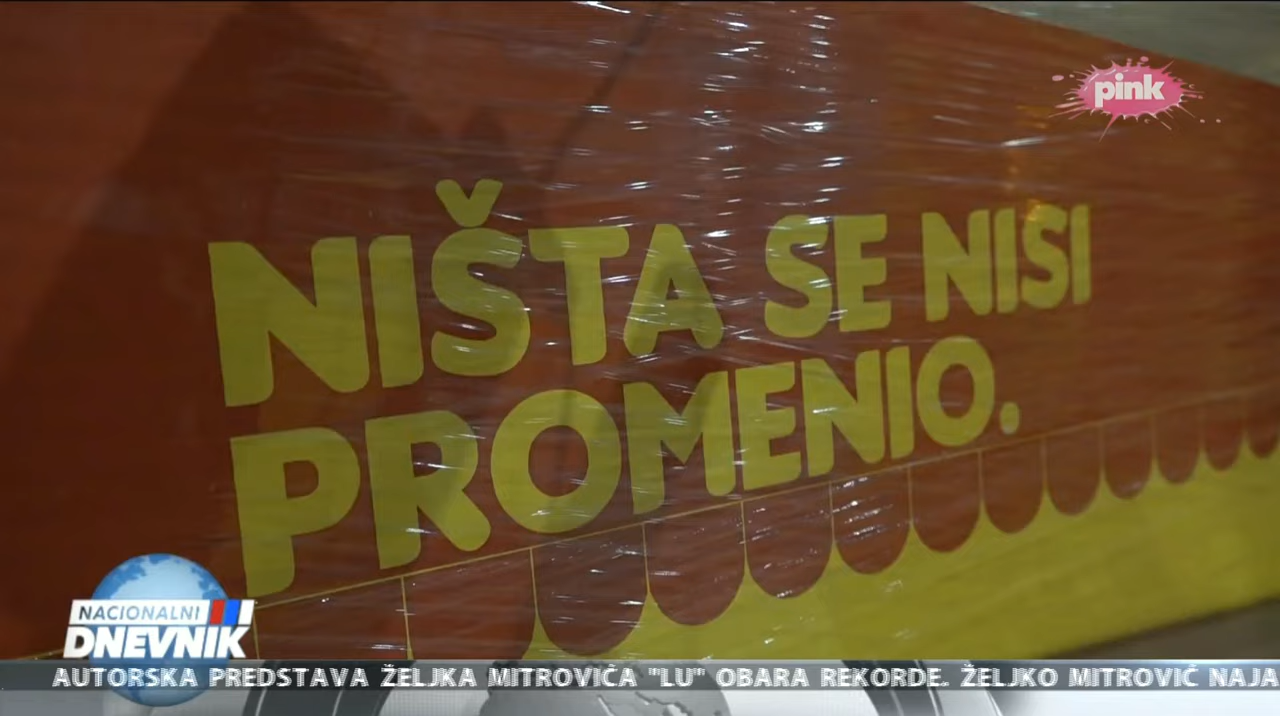 pink
NIŠTA SE NISI
PROMENIO.
NACIONALNI
DNEVNIK
AUTORSKA PREDSTAVA ŽELJKA MITROVIĆA "LU" OBARA REKORDE. ŽELJKO MITROVIĆ NAJA